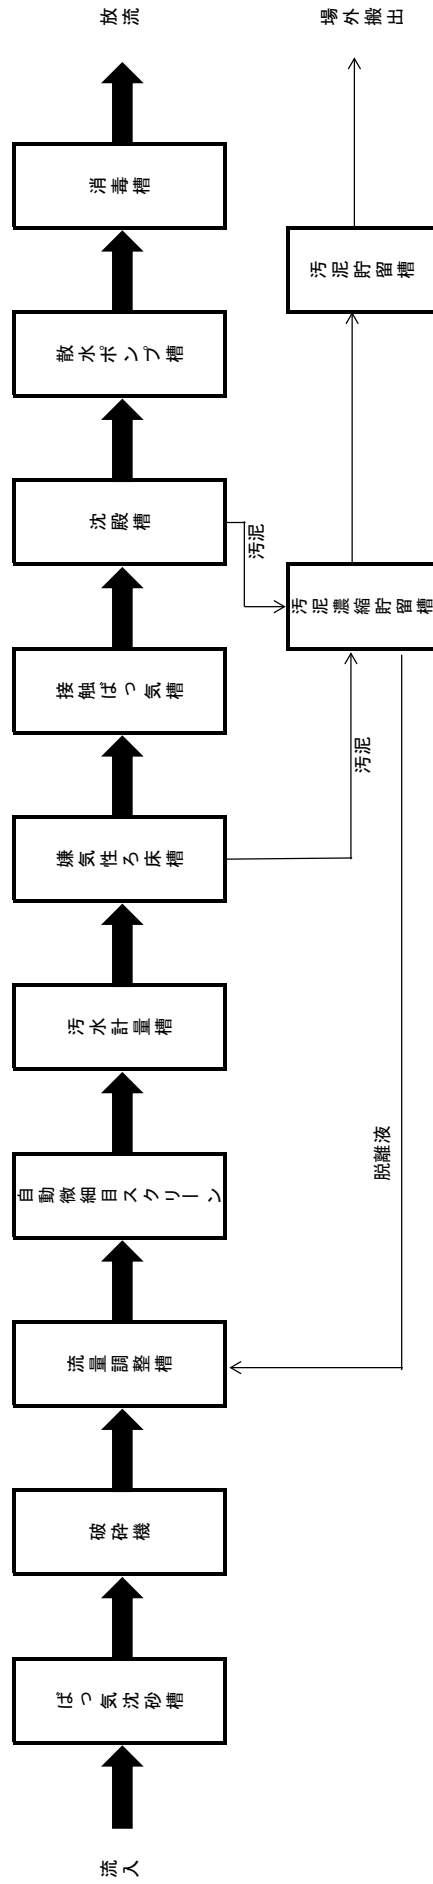 流入
ばっ気沈砂槽
破砕機
流量調整槽
自動微細目スクリーン
汚水計量槽
嫌気性ろ床槽
接触ばっ気槽
沈殿槽
散水ポンプ槽
消毒槽
放流
脱離液
汚泥
汚泥
汚泥濃縮貯留槽
汚泥貯留槽
場外搬出